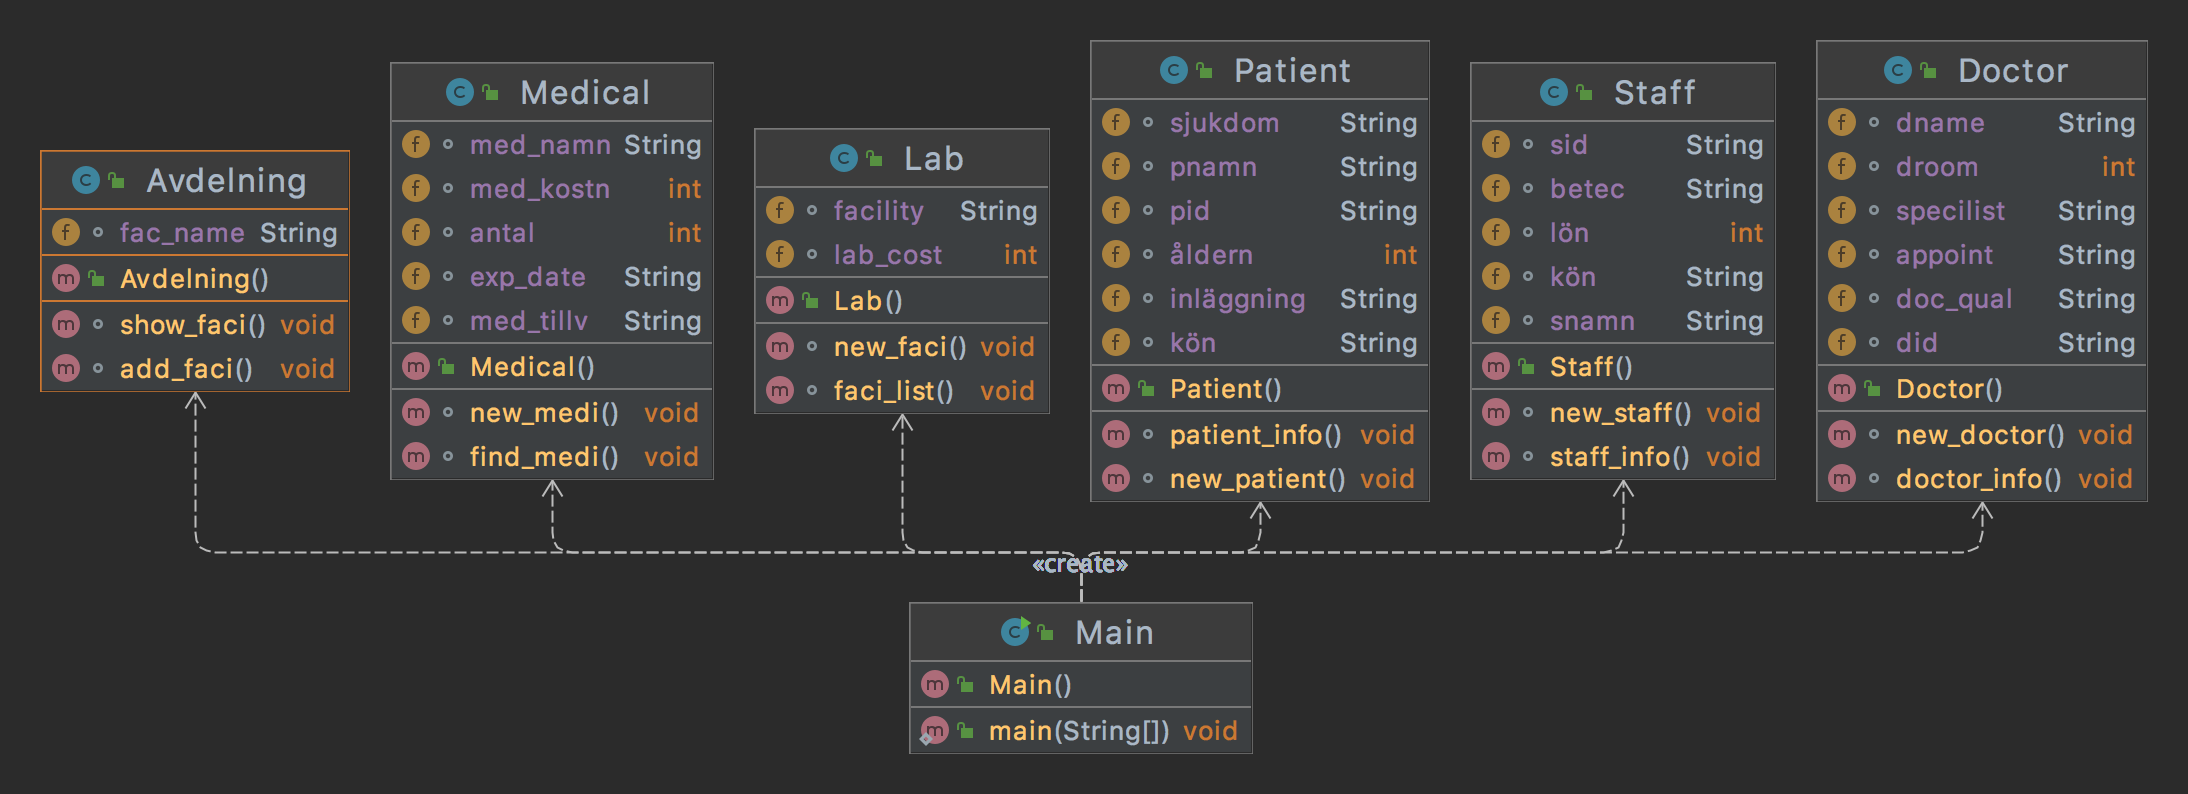 Avdelning
fac_name String
Avdelning()
show_faci() void
add_faci() void
Medical
med_namn String
med_kostn int
antal int
exp_date String
med_tillv String
Medical()
new_medi() void
find_medi() void
Lab
facility String
lab_cost int
Lab()
new_faci() void
faci_list() void
Patient
sjukdom String
pnamn String
pid String
åldern int
inläggning String
kön String
Patient()
patient_info() void
new_patient() void
Staff
sid String
betec String
lön int
kön String
snamn String
Staff()
new_staff() void
staff_info() void
Doctor
dname String
droom int
specilist String
appoint String
doc_qual String
did String
Doctor()
new_doctor() void
doctor_info() void
«create»
Main
Main()
main(String[]) void